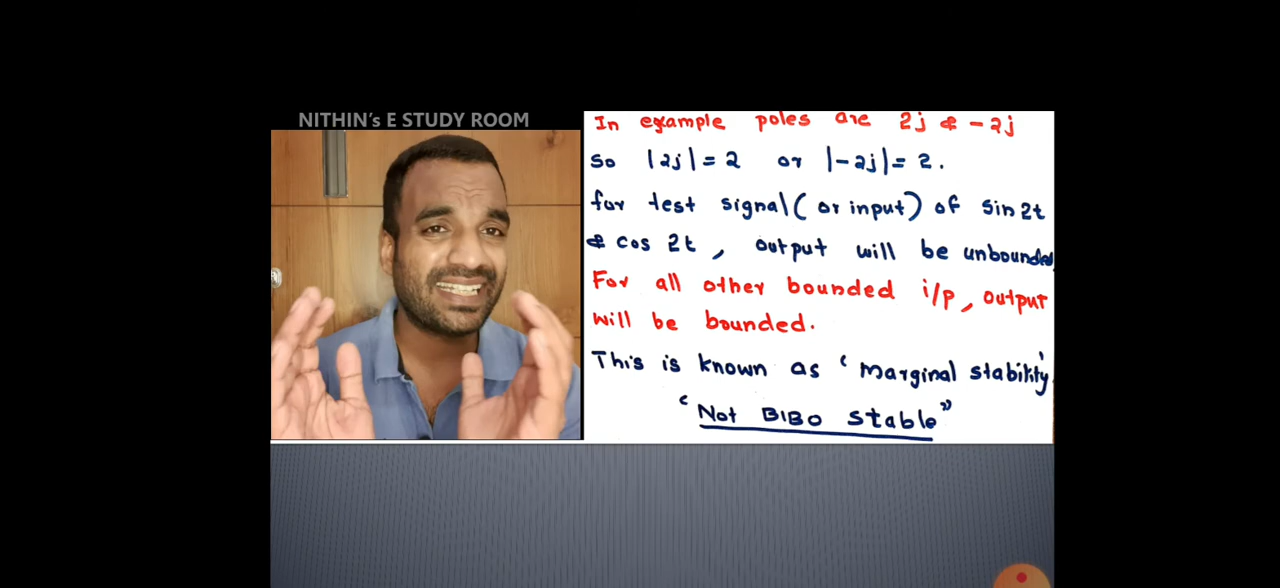 NITHIN's E STUDY ROOM
In example poles are 2j & -2j
So |2j| = 2 or |-2j| = 2.
for test signal (or input) of sin 2t
& cos 2t, output will be unbounded
For all other bounded i/p, output
will be bounded.
This is known as 'Marginal stability'
"Not BIBO stable"